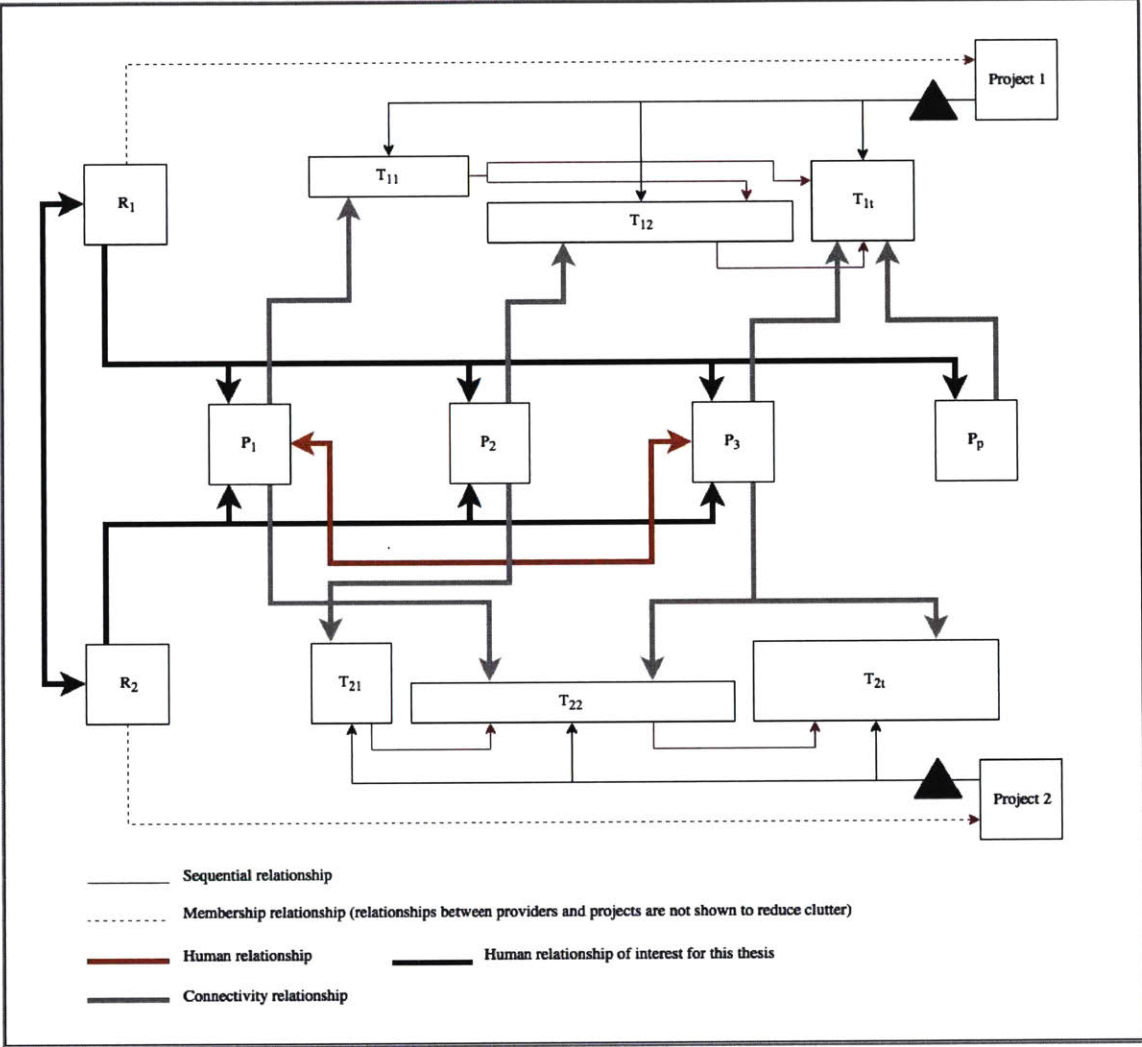 Project 1
T11
R1
T1t
T12
P1
P2
P3
Pp
R2
T21
T2t
T22
Project 2
Sequential relationship
Membership relationship (relationships between providers and projects are not shown to reduce clutter)
Human relationship
Human relationship of interest for this thesis
Connectivity relationship